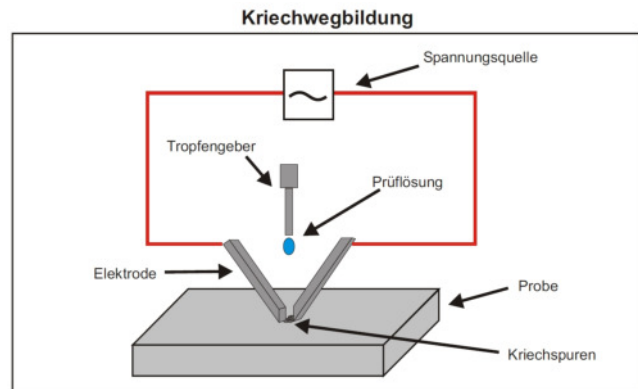 Kriechwegbildung
Spannungsquelle
Tropfengeber
Prüflösung
Elektrode
Probe
Kriechspuren